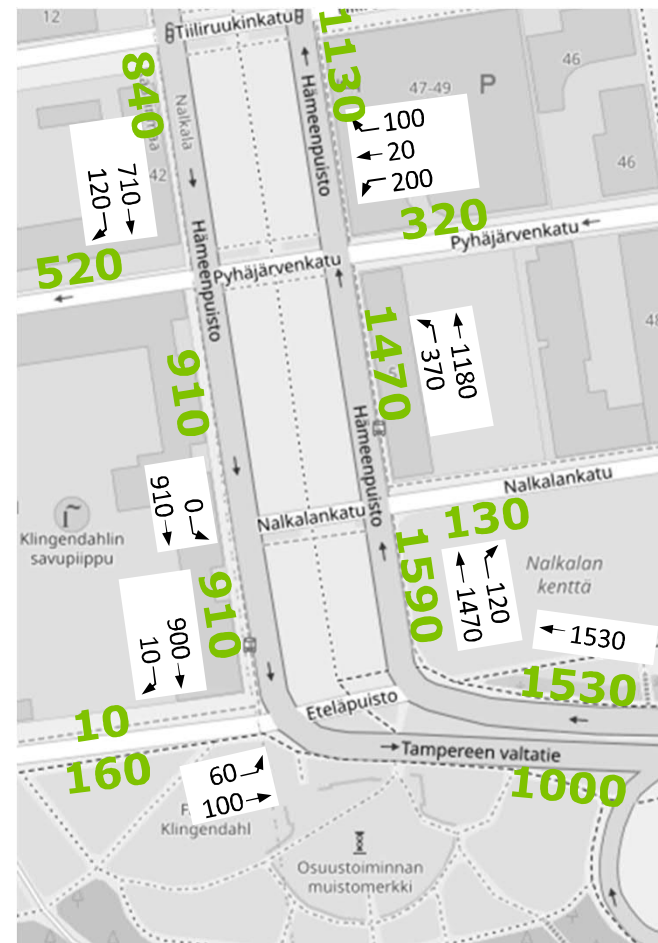 12
Tiiliruukinkatu
840
Nalkala
42
710
120
1130
Hämeenpuisto
47-49
P
46
46
100
20
200
320
Pyhäjärvenkatu
520
Hämeenpuisto
Pyhäjärvenkatu
910
1470
1180
370
Hämeenpuisto
Nalkalankatu
Nalkalankatu
130
0
910
Klingendahlin
savupiippu
910
900
10
1590
120
1470
Nalkalan
kenttä
1530
1530
Eteläpuisto
10
160
60
100
Tampereen valtatie
1000
Klingendahl
Osuustoiminnan
muistomerkki